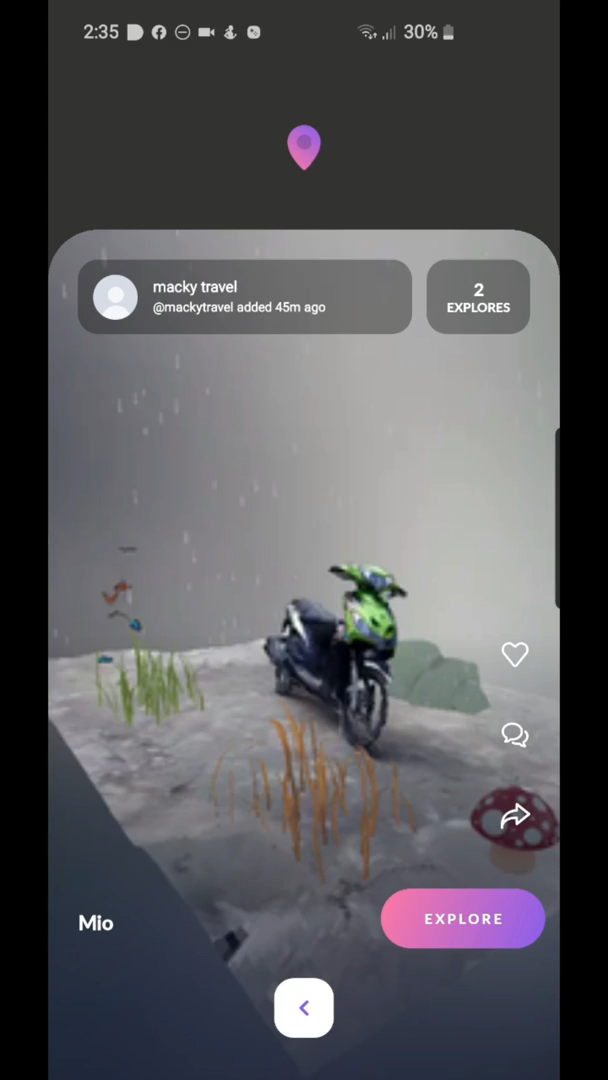 2:35
30%
macky travel
@mackytravel added 45m ago
2
EXPLORES
Mio
EXPLORE